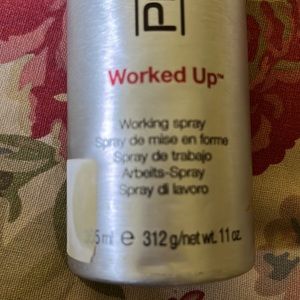 P
Worked Up™
Working spray
Spray de mise en forme
Spray de trabajo
Arbeits-Spray
Spray di lavoro
5 ml e 312 g/net wt. 11 oz.